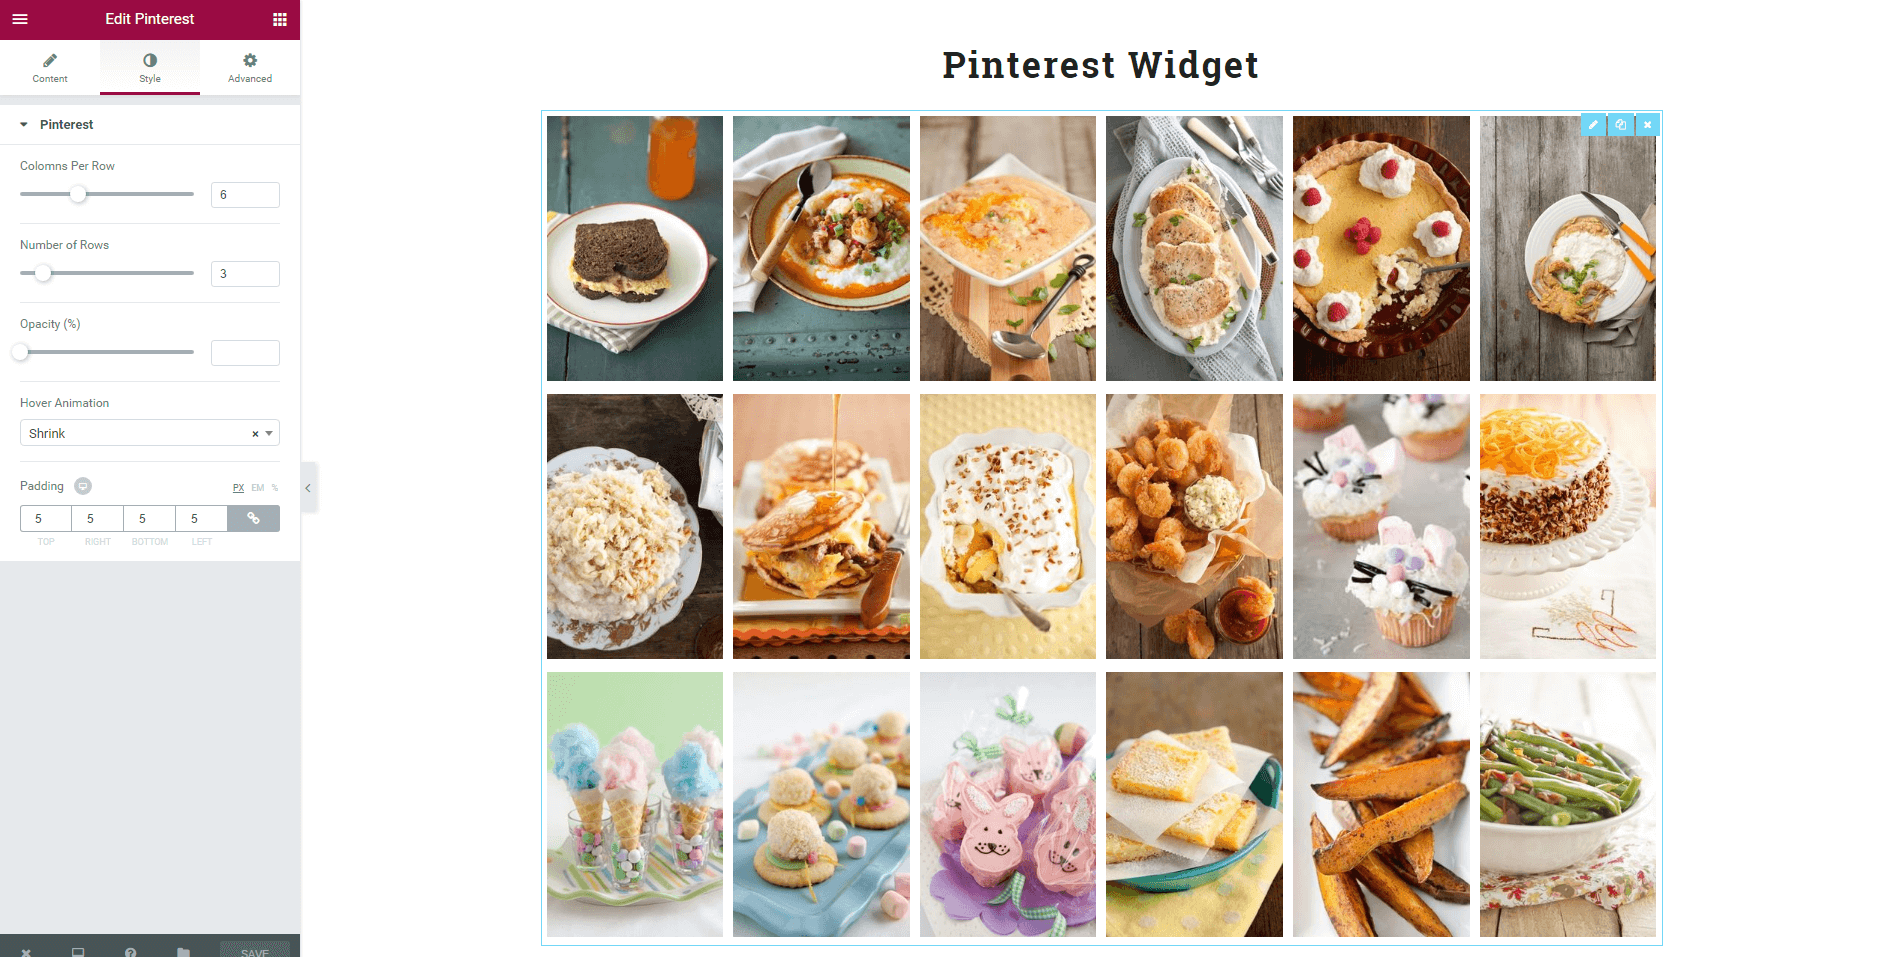 Edit Pinterest
Content
Style
Advanced
Pinterest
Colomns Per Row
6
Number of Rows
3
Opacity (%)
Hover Animation
Shrink
Padding
PX EM %
5 5 5 5
TOP RIGHT BOTTOM LEFT
SAVE
Pinterest Widget